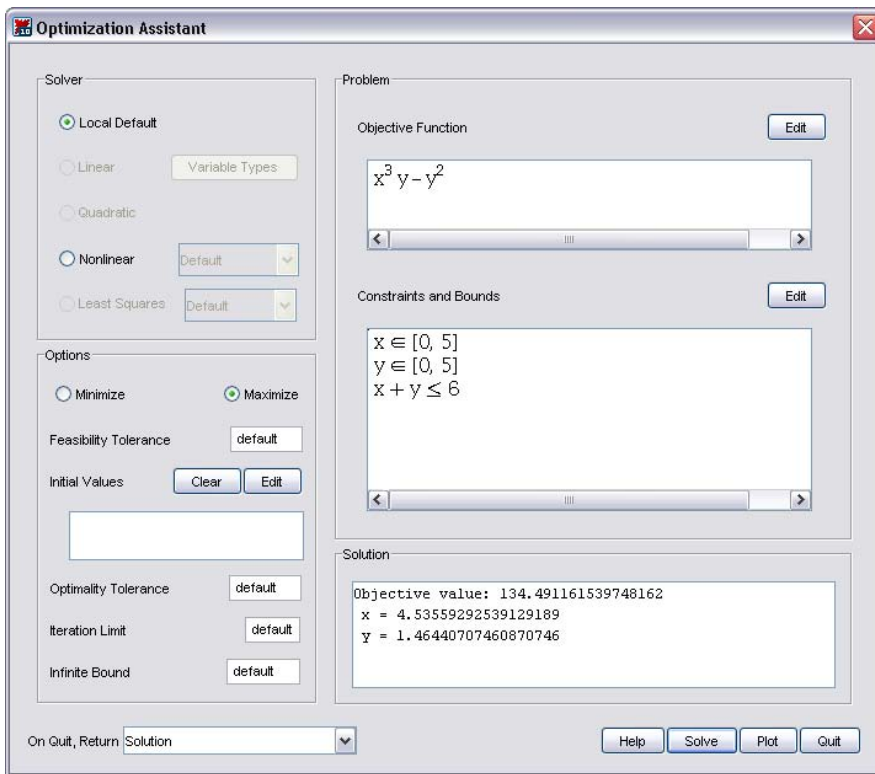 Optimization Assistant
Solver
Local Default
Linear
Variable Types
Quadratic
Nonlinear
Default
Least Squares
Default
Options
Minimize
Maximize
Feasibility Tolerance
default
Initial Values
Clear
Edit
Optimality Tolerance
default
Iteration Limit
default
Infinite Bound
default
Problem
Objective Function
Edit
x³ y – y²
Constraints and Bounds
Edit
x ∈ [0, 5]
y ∈ [0, 5]
x + y ≤ 6
Solution
Objective value: 134.491161539748162
x = 4.53559292539129189
y = 1.46440707460870746
On Quit, Return
Solution
Help
Solve
Plot
Quit